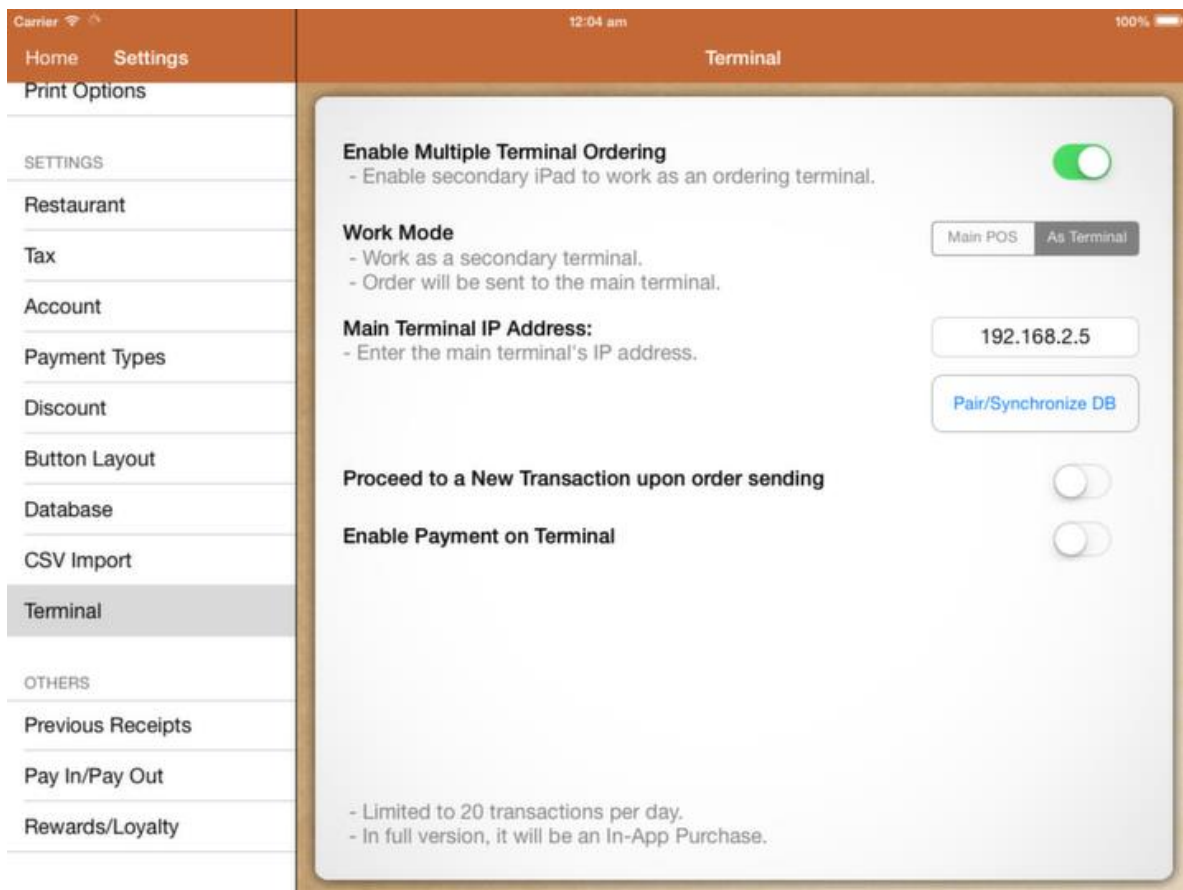 Carrier
12:04 am
100%
Home
Settings
Terminal
Print Options
SETTINGS
Restaurant
Tax
Account
Payment Types
Discount
Button Layout
Database
CSV Import
Terminal
OTHERS
Previous Receipts
Pay In/Pay Out
Rewards/Loyalty
Enable Multiple Terminal Ordering
- Enable secondary iPad to work as an ordering terminal.
Work Mode
- Work as a secondary terminal.
- Order will be sent to the main terminal.
Main POS
As Terminal
Main Terminal IP Address:
- Enter the main terminal's IP address.
192.168.2.5
Pair/Synchronize DB
Proceed to a New Transaction upon order sending
Enable Payment on Terminal
- Limited to 20 transactions per day.
- In full version, it will be an In-App Purchase.